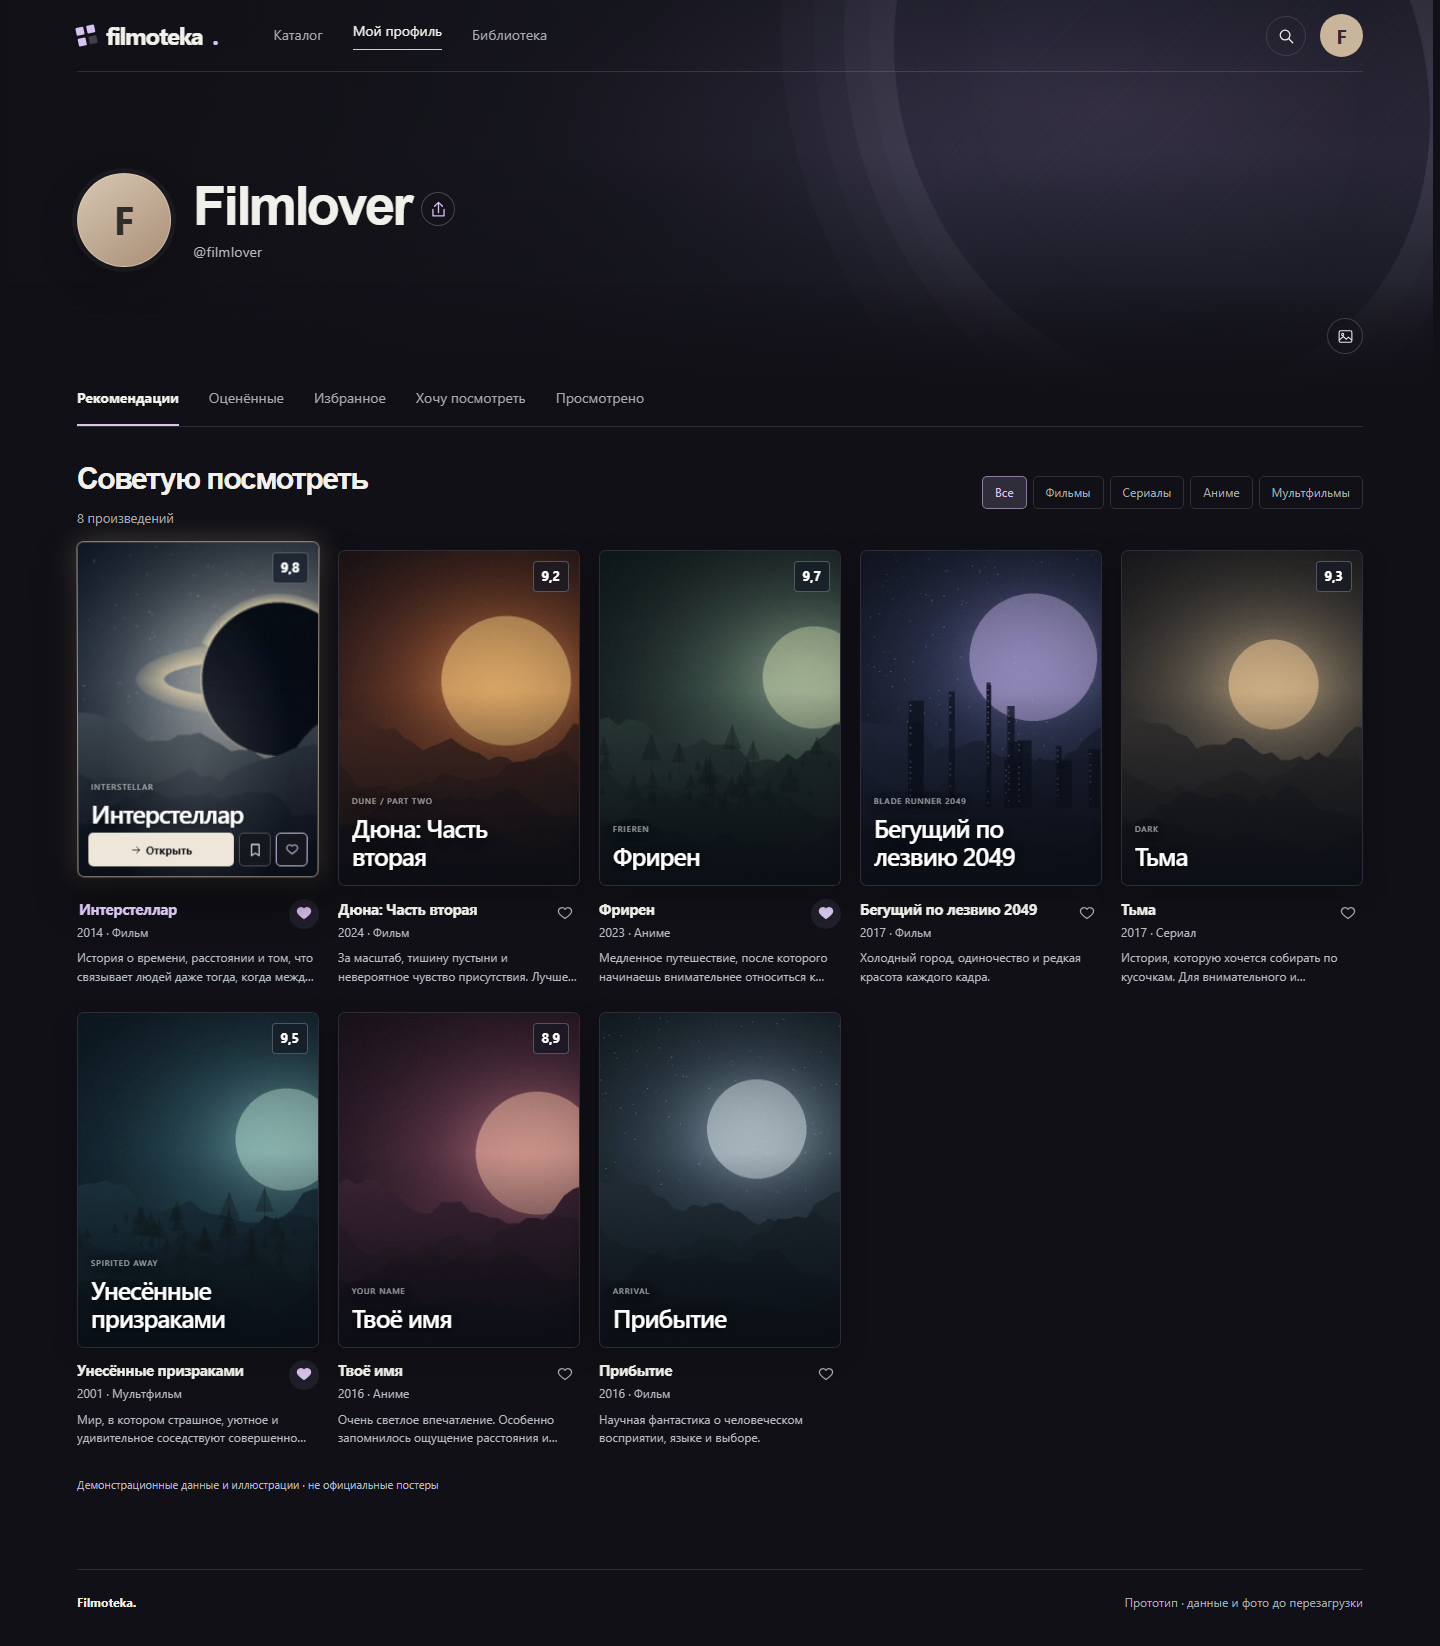 filmoteka .
Каталог
Мой профиль
Библиотека
F
F
Filmlover
@filmlover
Рекомендации
Оценённые
Избранное
Хочу посмотреть
Просмотрено
Советую посмотреть
8 произведений
Все
Фильмы
Сериалы
Аниме
Мультфильмы
9,8
INTERSTELLAR
Интерстеллар
→ Открыть
Интерстеллар
2014 · Фильм
История о времени, расстоянии и том, что
связывает людей даже тогда, когда межд...
9,2
DUNE / PART TWO
Дюна: Часть
вторая
Дюна: Часть вторая
2024 · Фильм
За масштаб, тишину пустыни и
невероятное чувство присутствия. Лучше...
9,7
FRIEREN
Фрирен
Фрирен
2023 · Аниме
Медленное путешествие, после которого
начинаешь внимательнее относиться к...
BLADE RUNNER 2049
Бегущий по
лезвию 2049
Бегущий по лезвию 2049
2017 · Фильм
Холодный город, одиночество и редкая
красота каждого кадра.
9,3
DARK
Тьма
Тьма
2017 · Сериал
История, которую хочется собирать по
кусочкам. Для внимательного и...
9,5
SPIRITED AWAY
Унесённые
призраками
Унесённые призраками
2001 · Мультфильм
Мир, в котором страшное, уютное и
удивительное соседствуют совершенно...
8,9
YOUR NAME
Твоё имя
Твоё имя
2016 · Аниме
Очень светлое впечатление. Особенно
запомнилось ощущение расстояния и...
ARRIVAL
Прибытие
Прибытие
2016 · Фильм
Научная фантастика о человеческом
восприятии, языке и выборе.
Демонстрационные данные и иллюстрации · не официальные постеры
Filmoteka.
Прототип · данные и фото до перезагрузки